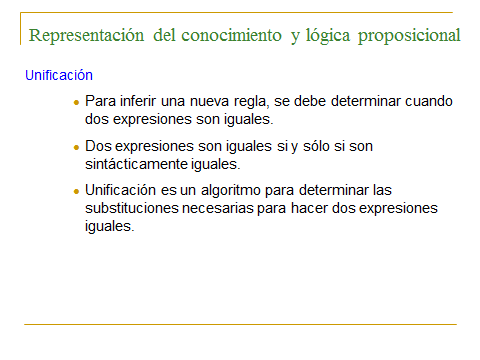 Representación del conocimiento y lógica proposicional
Unificación
Para inferir una nueva regla, se debe determinar cuando
dos expresiones son iguales.
Dos expresiones son iguales si y sólo si son
sintácticamente iguales.
Unificación es un algoritmo para determinar las
substituciones necesarias para hacer dos expresiones
iguales.